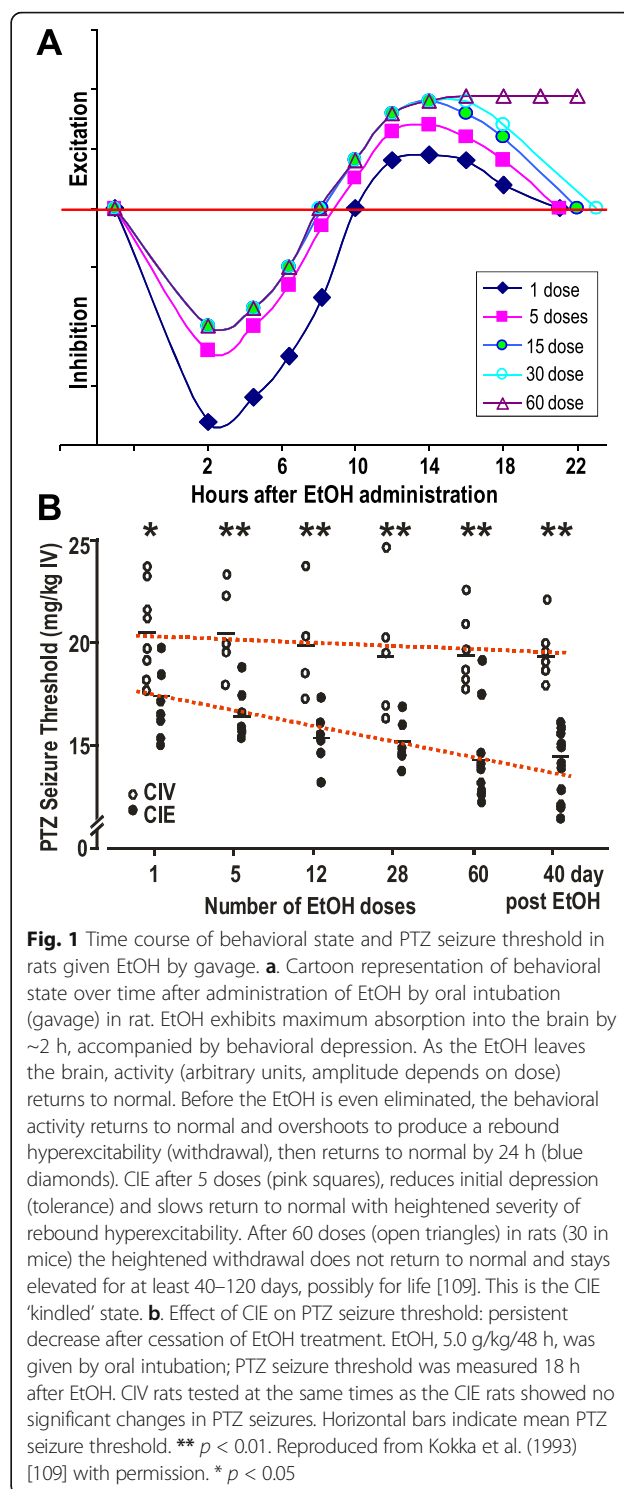 A
Excitation
Inhibition
1 dose
5 doses
15 dose
30 dose
60 dose
2 6 10 14 18 22
Hours after EtOH administration
B
* ** ** ** ** **
PTZ Seizure Threshold (mg/kg IV)
25
20
15
0
CIV
CIE
1 5 12 28 60 40 day
Number of EtOH doses post EtOH
Fig. 1 Time course of behavioral state and PTZ seizure threshold in
rats given EtOH by gavage. a. Cartoon representation of behavioral
state over time after administration of EtOH by oral intubation
(gavage) in rat. EtOH exhibits maximum absorption into the brain by
~2 h, accompanied by behavioral depression. As the EtOH leaves
the brain, activity (arbitrary units, amplitude depends on dose)
returns to normal. Before the EtOH is even eliminated, the behavioral
activity returns to normal and overshoots to produce a rebound
hyperexcitability (withdrawal), then returns to normal by 24 h (blue
diamonds). CIE after 5 doses (pink squares), reduces initial depression
(tolerance) and slows return to normal with heightened severity of
rebound hyperexcitability. After 60 doses (open triangles) in rats (30 in
mice) the heightened withdrawal does not return to normal and stays
elevated for at least 40–120 days, possibly for life [109]. This is the CIE
‘kindled’ state. b. Effect of CIE on PTZ seizure threshold: persistent
decrease after cessation of EtOH treatment. EtOH, 5.0 g/kg/48 h, was
given by oral intubation; PTZ seizure threshold was measured 18 h
after EtOH. CIV rats tested at the same times as the CIE rats showed no
significant changes in PTZ seizures. Horizontal bars indicate mean PTZ
seizure threshold. ** p < 0.01. Reproduced from Kokka et al. (1993)
[109] with permission. * p < 0.05